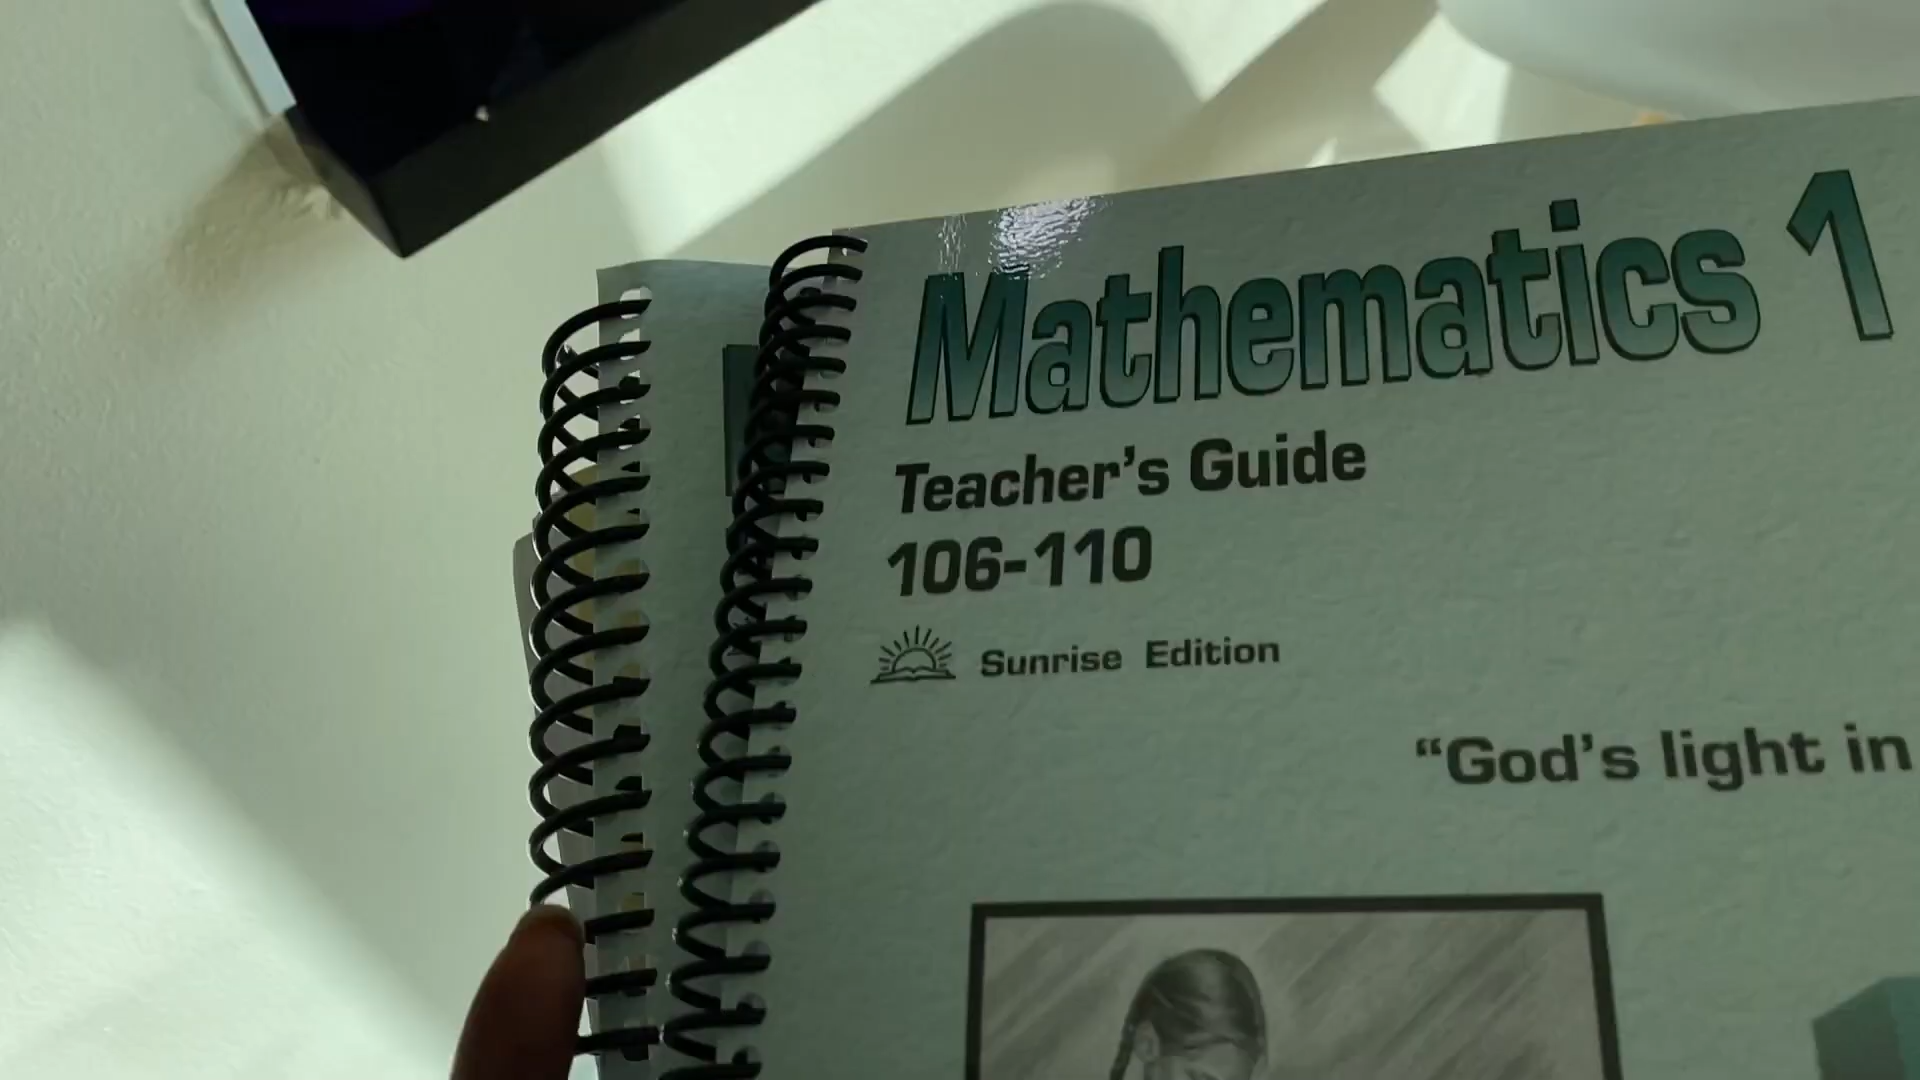 Mathematics 1
Teacher's Guide
106-110
Sunrise Edition
"God's light in